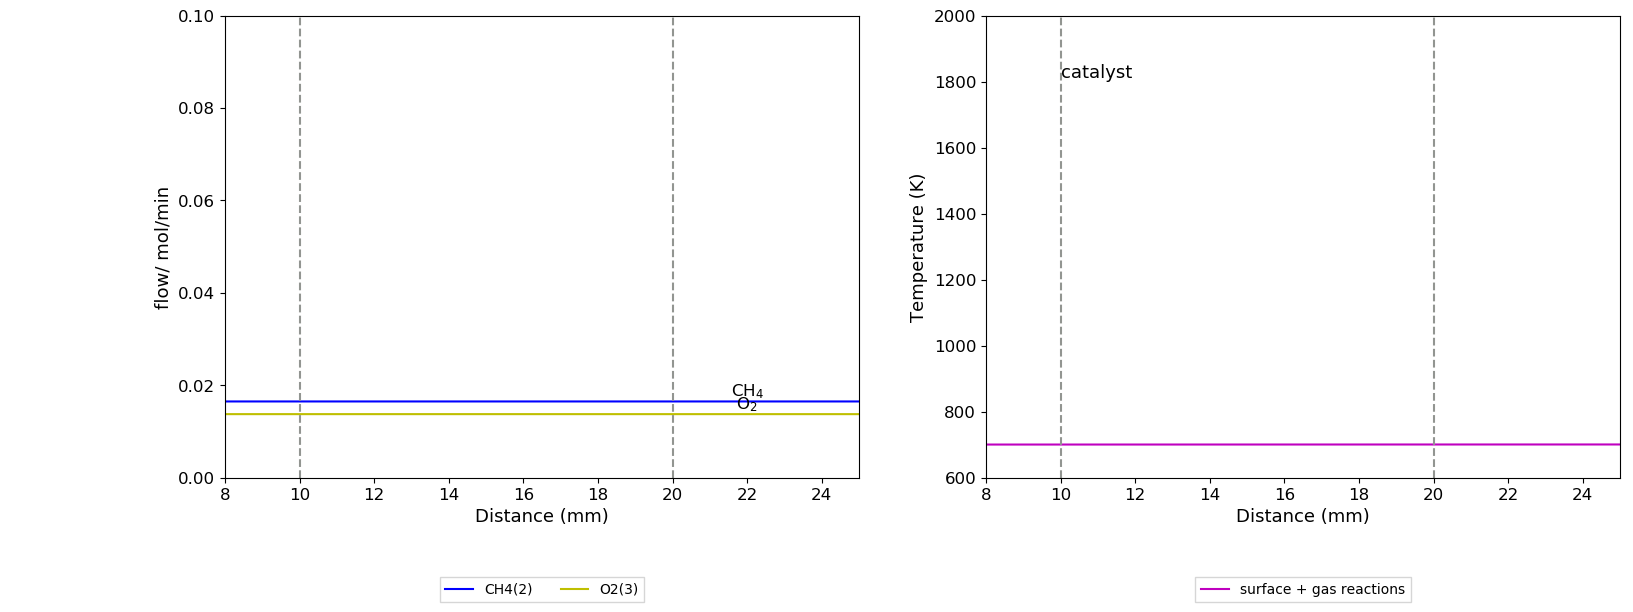 0.10
0.08
0.06
0.04
0.02
0.00
flow/ mol/min
CH₄
O₂
8 10 12 14 16 18 20 22 24
Distance (mm)
CH4(2) O2(3)
2000
1800
1600
1400
1200
1000
800
600
Temperature (K)
catalyst
8 10 12 14 16 18 20 22 24
Distance (mm)
surface + gas reactions